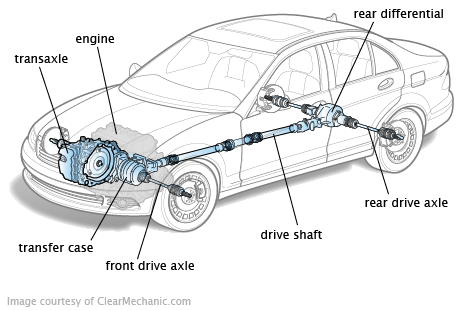 rear differential
engine
transaxle
rear drive axle
drive shaft
transfer case
front drive axle
Image courtesy of ClearMechanic.com